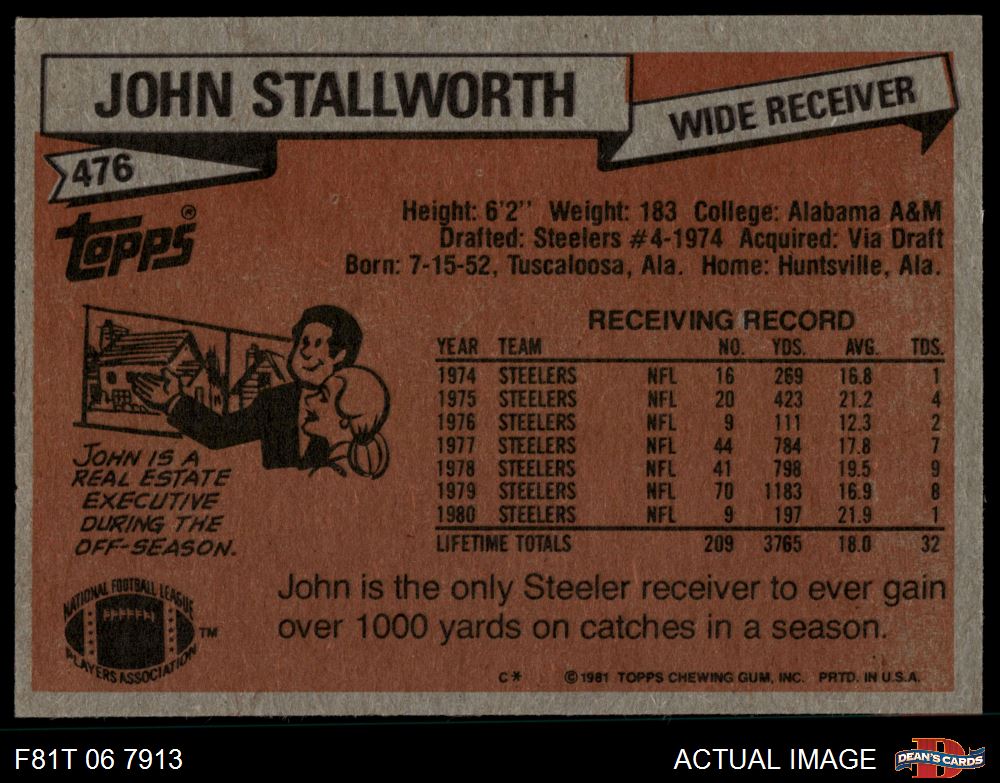 JOHN STALLWORTH
WIDE RECEIVER
476
topps®
Height: 6'2'' Weight: 183 College: Alabama A&M
Drafted: Steelers #4-1974 Acquired: Via Draft
Born: 7-15-52, Tuscaloosa, Ala. Home: Huntsville, Ala.
JOHN IS A
REAL ESTATE
EXECUTIVE
DURING THE
OFF-SEASON.
RECEIVING RECORD
YEAR TEAM NO. YDS. AVG. TDS.
1974 STEELERS NFL 16 269 16.8 1
1975 STEELERS NFL 20 423 21.2 4
1976 STEELERS NFL 9 111 12.3 2
1977 STEELERS NFL 44 784 17.8 7
1978 STEELERS NFL 41 798 19.5 9
1979 STEELERS NFL 70 1183 16.9 8
1980 STEELERS NFL 9 197 21.9 1
LIFETIME TOTALS 209 3765 18.0 32
NATIONAL FOOTBALL LEAGUE
PLAYERS ASSOCIATION
TM
John is the only Steeler receiver to ever gain
over 1000 yards on catches in a season.
C* ©1981 TOPPS CHEWING GUM, INC. PRTD. IN U.S.A.
F81T 06 7913
ACTUAL IMAGE
D
DEAN'S CARDS